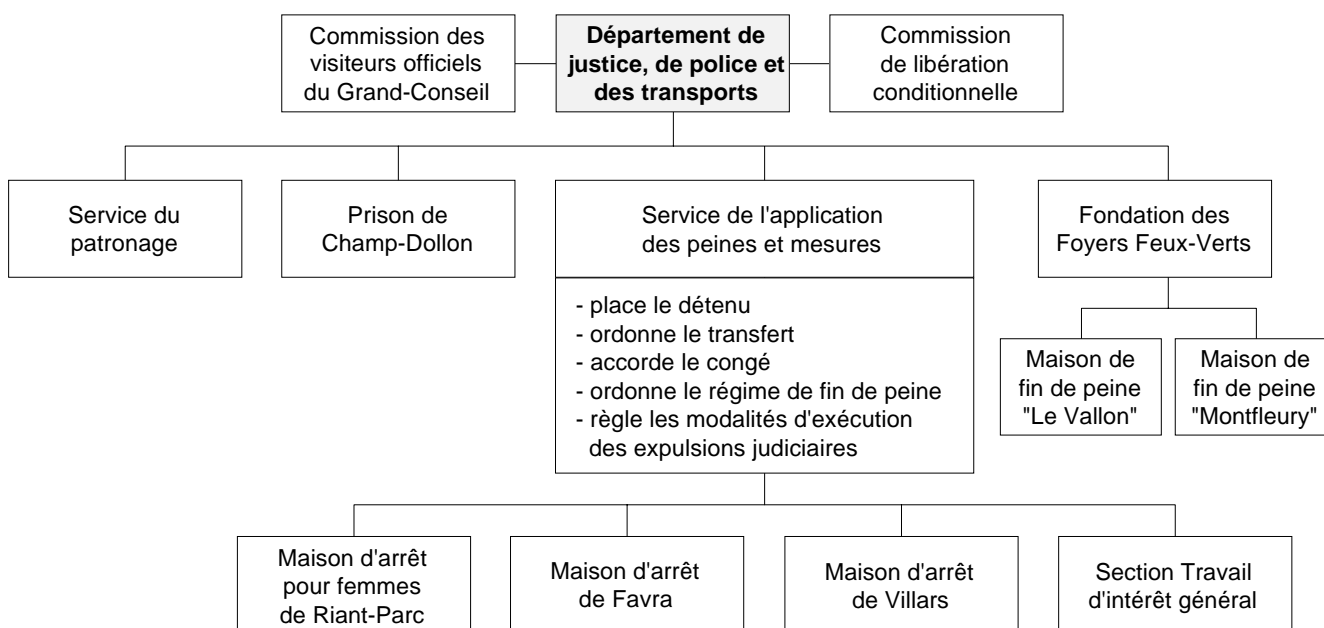 Commission des
visiteurs officiels
du Grand-Conseil
Département de
justice, de police et
des transports
Commission
de libération
conditionnelle
Service du
patronage
Prison de
Champ-Dollon
Service de l'application
des peines et mesures
- place le détenu
- ordonne le transfert
- accorde le congé
- ordonne le régime de fin de peine
- règle les modalités d'exécution
des expulsions judiciaires
Fondation des
Foyers Feux-Verts
Maison de
fin de peine
"Le Vallon"
Maison de
fin de peine
"Montfleury"
Maison d'arrêt
pour femmes
de Riant-Parc
Maison d'arrêt
de Favra
Maison d'arrêt
de Villars
Section Travail
d'intérêt général